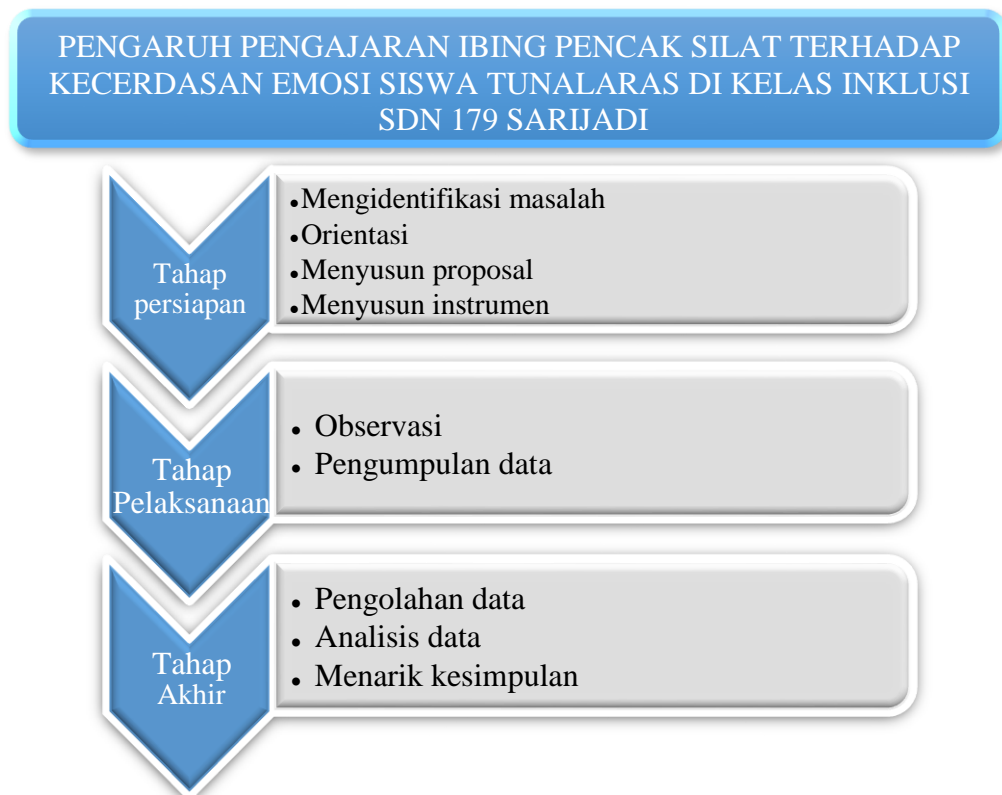 PENGARUH PENGAJARAN IBING PENCAK SILAT TERHADAP
KECERDASAN EMOSI SISWA TUNALARAS DI KELAS INKLUSI
SDN 179 SARIJADI
Tahap
persiapan
•Mengidentifikasi masalah
•Orientasi
•Menyusun proposal
•Menyusun instrumen
Tahap
Pelaksanaan
• Observasi
• Pengumpulan data
Tahap
Akhir
• Pengolahan data
• Analisis data
• Menarik kesimpulan